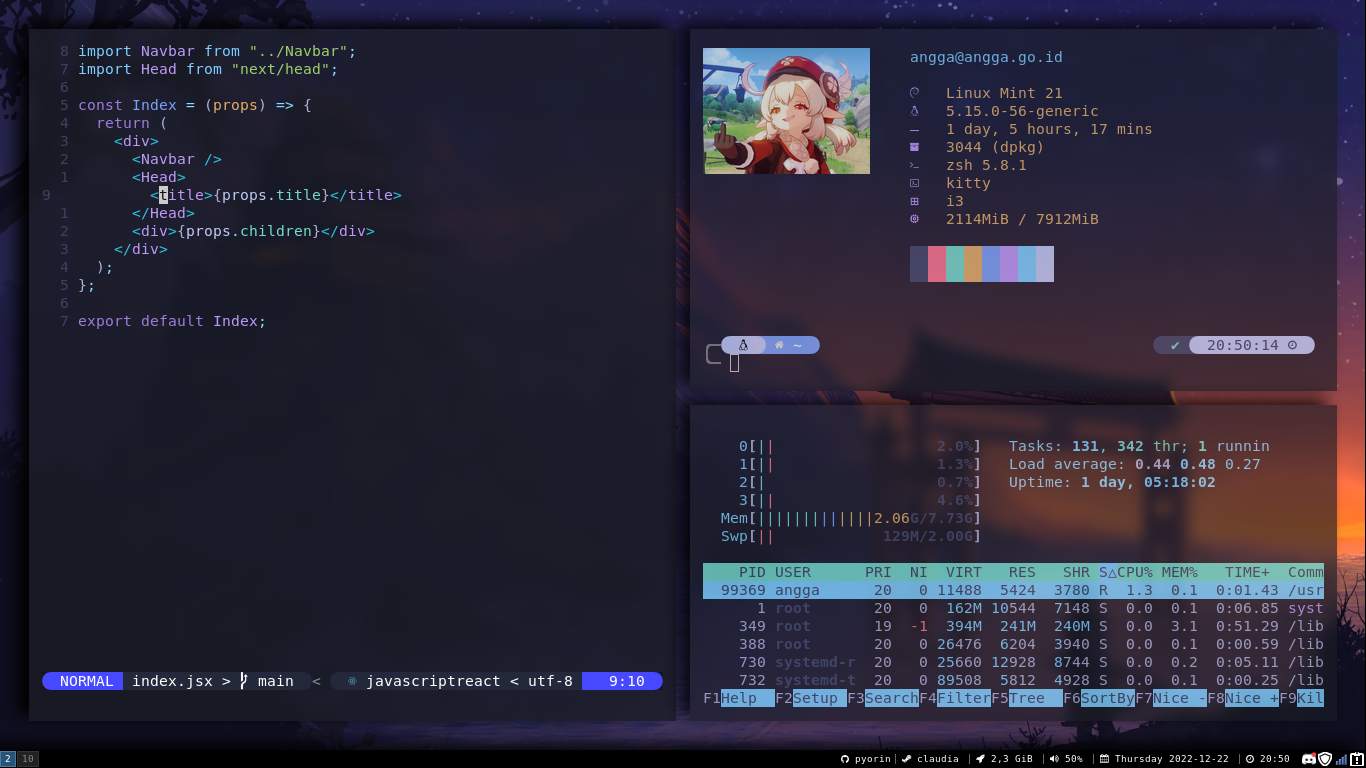 8 import Navbar from "../Navbar";
7 import Head from "next/head";
6
5 const Index = (props) => {
4   return (
3     <div>
2       <Navbar />
1       <Head>
9         <title>{props.title}</title>
1       </Head>
2       <div>{props.children}</div>
3     </div>
4   );
5 };
6
7 export default Index;
NORMAL index.jsx > main < javascriptreact < utf-8 9:10
angga@angga.go.id
Linux Mint 21
5.15.0-56-generic
1 day, 5 hours, 17 mins
3044 (dpkg)
zsh 5.8.1
kitty
i3
2114MiB / 7912MiB
~ ✔ 20:50:14
0[|| 2.0%] Tasks: 131, 342 thr; 1 runnin
1[|| 1.3%] Load average: 0.44 0.48 0.27
2[| 0.7%] Uptime: 1 day, 05:18:02
3[|| 4.6%]
Mem[|||||||||||||2.06G/7.73G]
Swp[|| 129M/2.00G]
PID USER PRI NI VIRT RES SHR S△CPU% MEM% TIME+ Comm
99369 angga 20 0 11488 5424 3780 R 1.3 0.1 0:01.43 /usr
1 root 20 0 162M 10544 7148 S 0.0 0.1 0:06.85 syst
349 root 19 -1 394M 241M 240M S 0.0 3.1 0:51.29 /lib
388 root 20 0 26476 6204 3940 S 0.0 0.1 0:00.59 /lib
730 systemd-r 20 0 25660 12928 8744 S 0.0 0.2 0:05.11 /lib
732 systemd-t 20 0 89508 5812 4928 S 0.0 0.1 0:00.25 /lib
F1Help F2Setup F3SearchF4FilterF5Tree F6SortByF7Nice -F8Nice +F9Kil
2 10 pyorin | claudia | 2,3 GiB | 50% | Thursday 2022-12-22 | 20:50